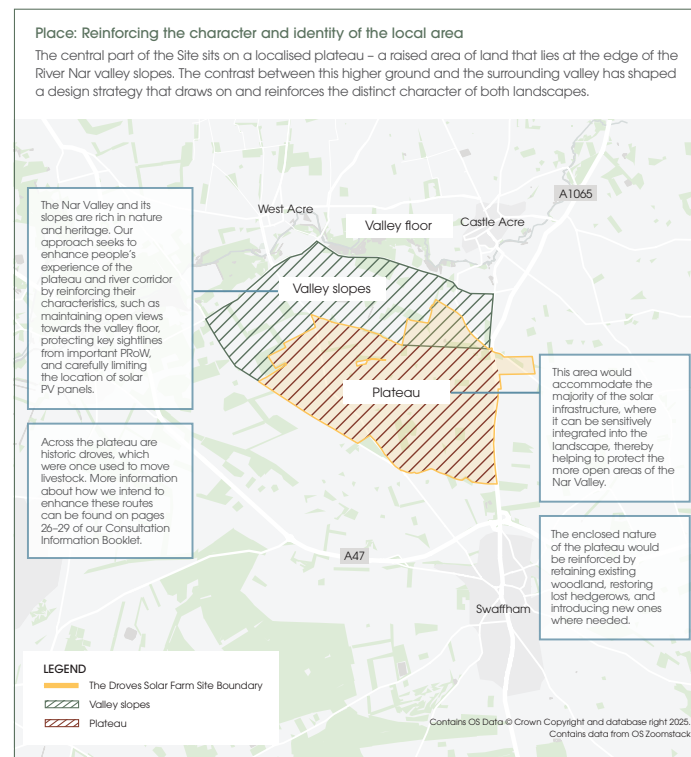 Place: Reinforcing the character and identity of the local area
The central part of the Site sits on a localised plateau – a raised area of land that lies at the edge of the
River Nar valley slopes. The contrast between this higher ground and the surrounding valley has shaped
a design strategy that draws on and reinforces the distinct character of both landscapes.
A1065
West Acre
Castle Acre
Valley floor
The Nar Valley and its
slopes are rich in nature
and heritage. Our
approach seeks to
enhance people's
experience of the
plateau and river corridor
by reinforcing their
characteristics, such as
maintaining open views
towards the valley floor,
protecting key sightlines
from important PRoW,
and carefully limiting
the location of solar
PV panels.
Valley slopes
Plateau
This area would
accommodate the
majority of the solar
infrastructure, where
it can be sensitively
integrated into the
landscape, thereby
helping to protect the
more open areas of the
Nar Valley.
Across the plateau are
historic droves, which
were once used to move
livestock. More information
about how we intend to
enhance these routes
can be found on pages
26–29 of our Consultation
Information Booklet.
The enclosed nature
of the plateau would
be reinforced by
retaining existing
woodland, restoring
lost hedgerows, and
introducing new ones
where needed.
A47
Swaffham
LEGEND
The Droves Solar Farm Site Boundary
Valley slopes
Plateau
Contains OS Data © Crown Copyright and database right 2025.
Contains data from OS Zoomstack